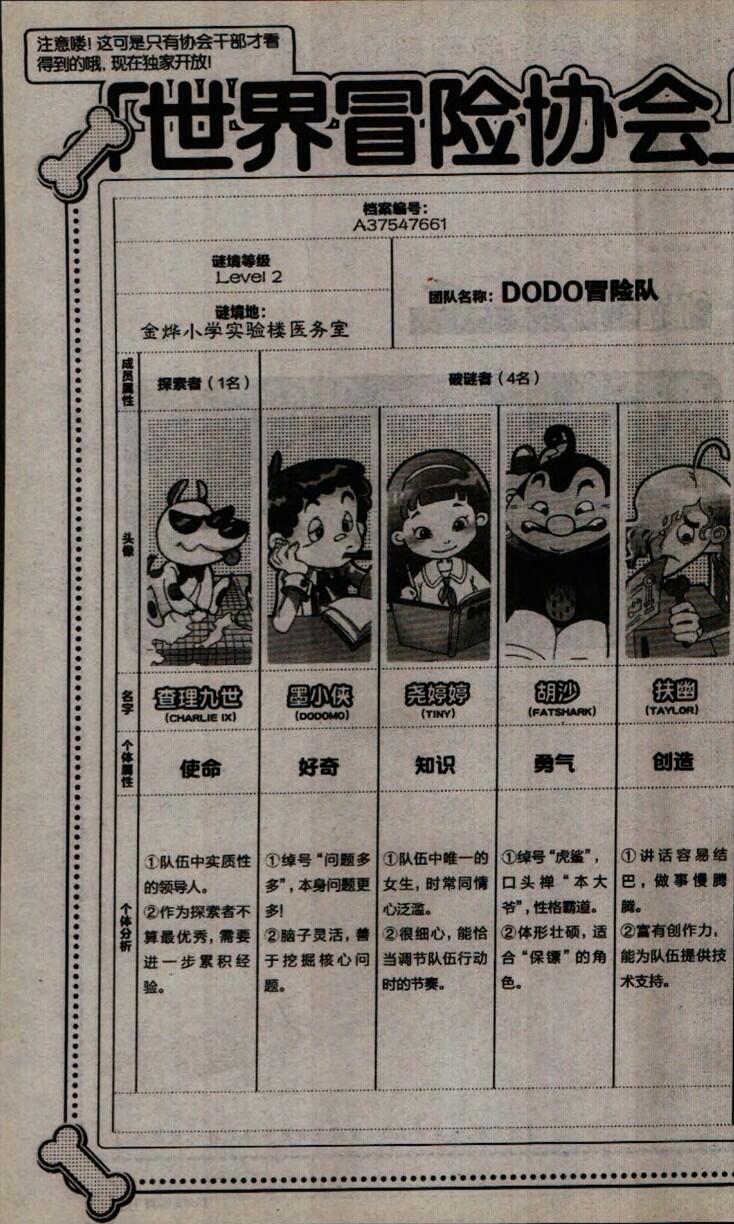 注意喽!这可是只有协会干部才看
得到的哦,现在独家开放!
「世界冒险协会」
档案编号:
A37547661
谜境等级
Level 2
谜境地:
金烨小学实验楼医务室
团队名称:DODO冒险队
成员属性
探索者(1名)
破谜者(4名)
头像
名字
查理九世
(CHARLIE IX)
墨小侠
(DODOMO)
尧婷婷
(TINY)
胡沙
(FATSHARK)
扶幽
(TAYLOR)
个体属性
使命
好奇
知识
勇气
创造
个体分析
①队伍中实质性
的领导人。
②作为探索者不
算最优秀,需要
进一步累积经
验。
①绰号“问题多
多”,本身问题更
多!
②脑子灵活,善
于挖掘核心问
题。
①队伍中唯一的
女生,时常同情
心泛滥。
②很细心,能恰
当调节队伍行动
时的节奏。
①绰号“虎鲨”,
口头禅“本大
爷”,性格霸道。
②体形壮硕,适
合“保镖”的角
色。
①讲话容易结
巴,做事慢腾
腾。
②富有创作力,
能为队伍提供技
术支持。